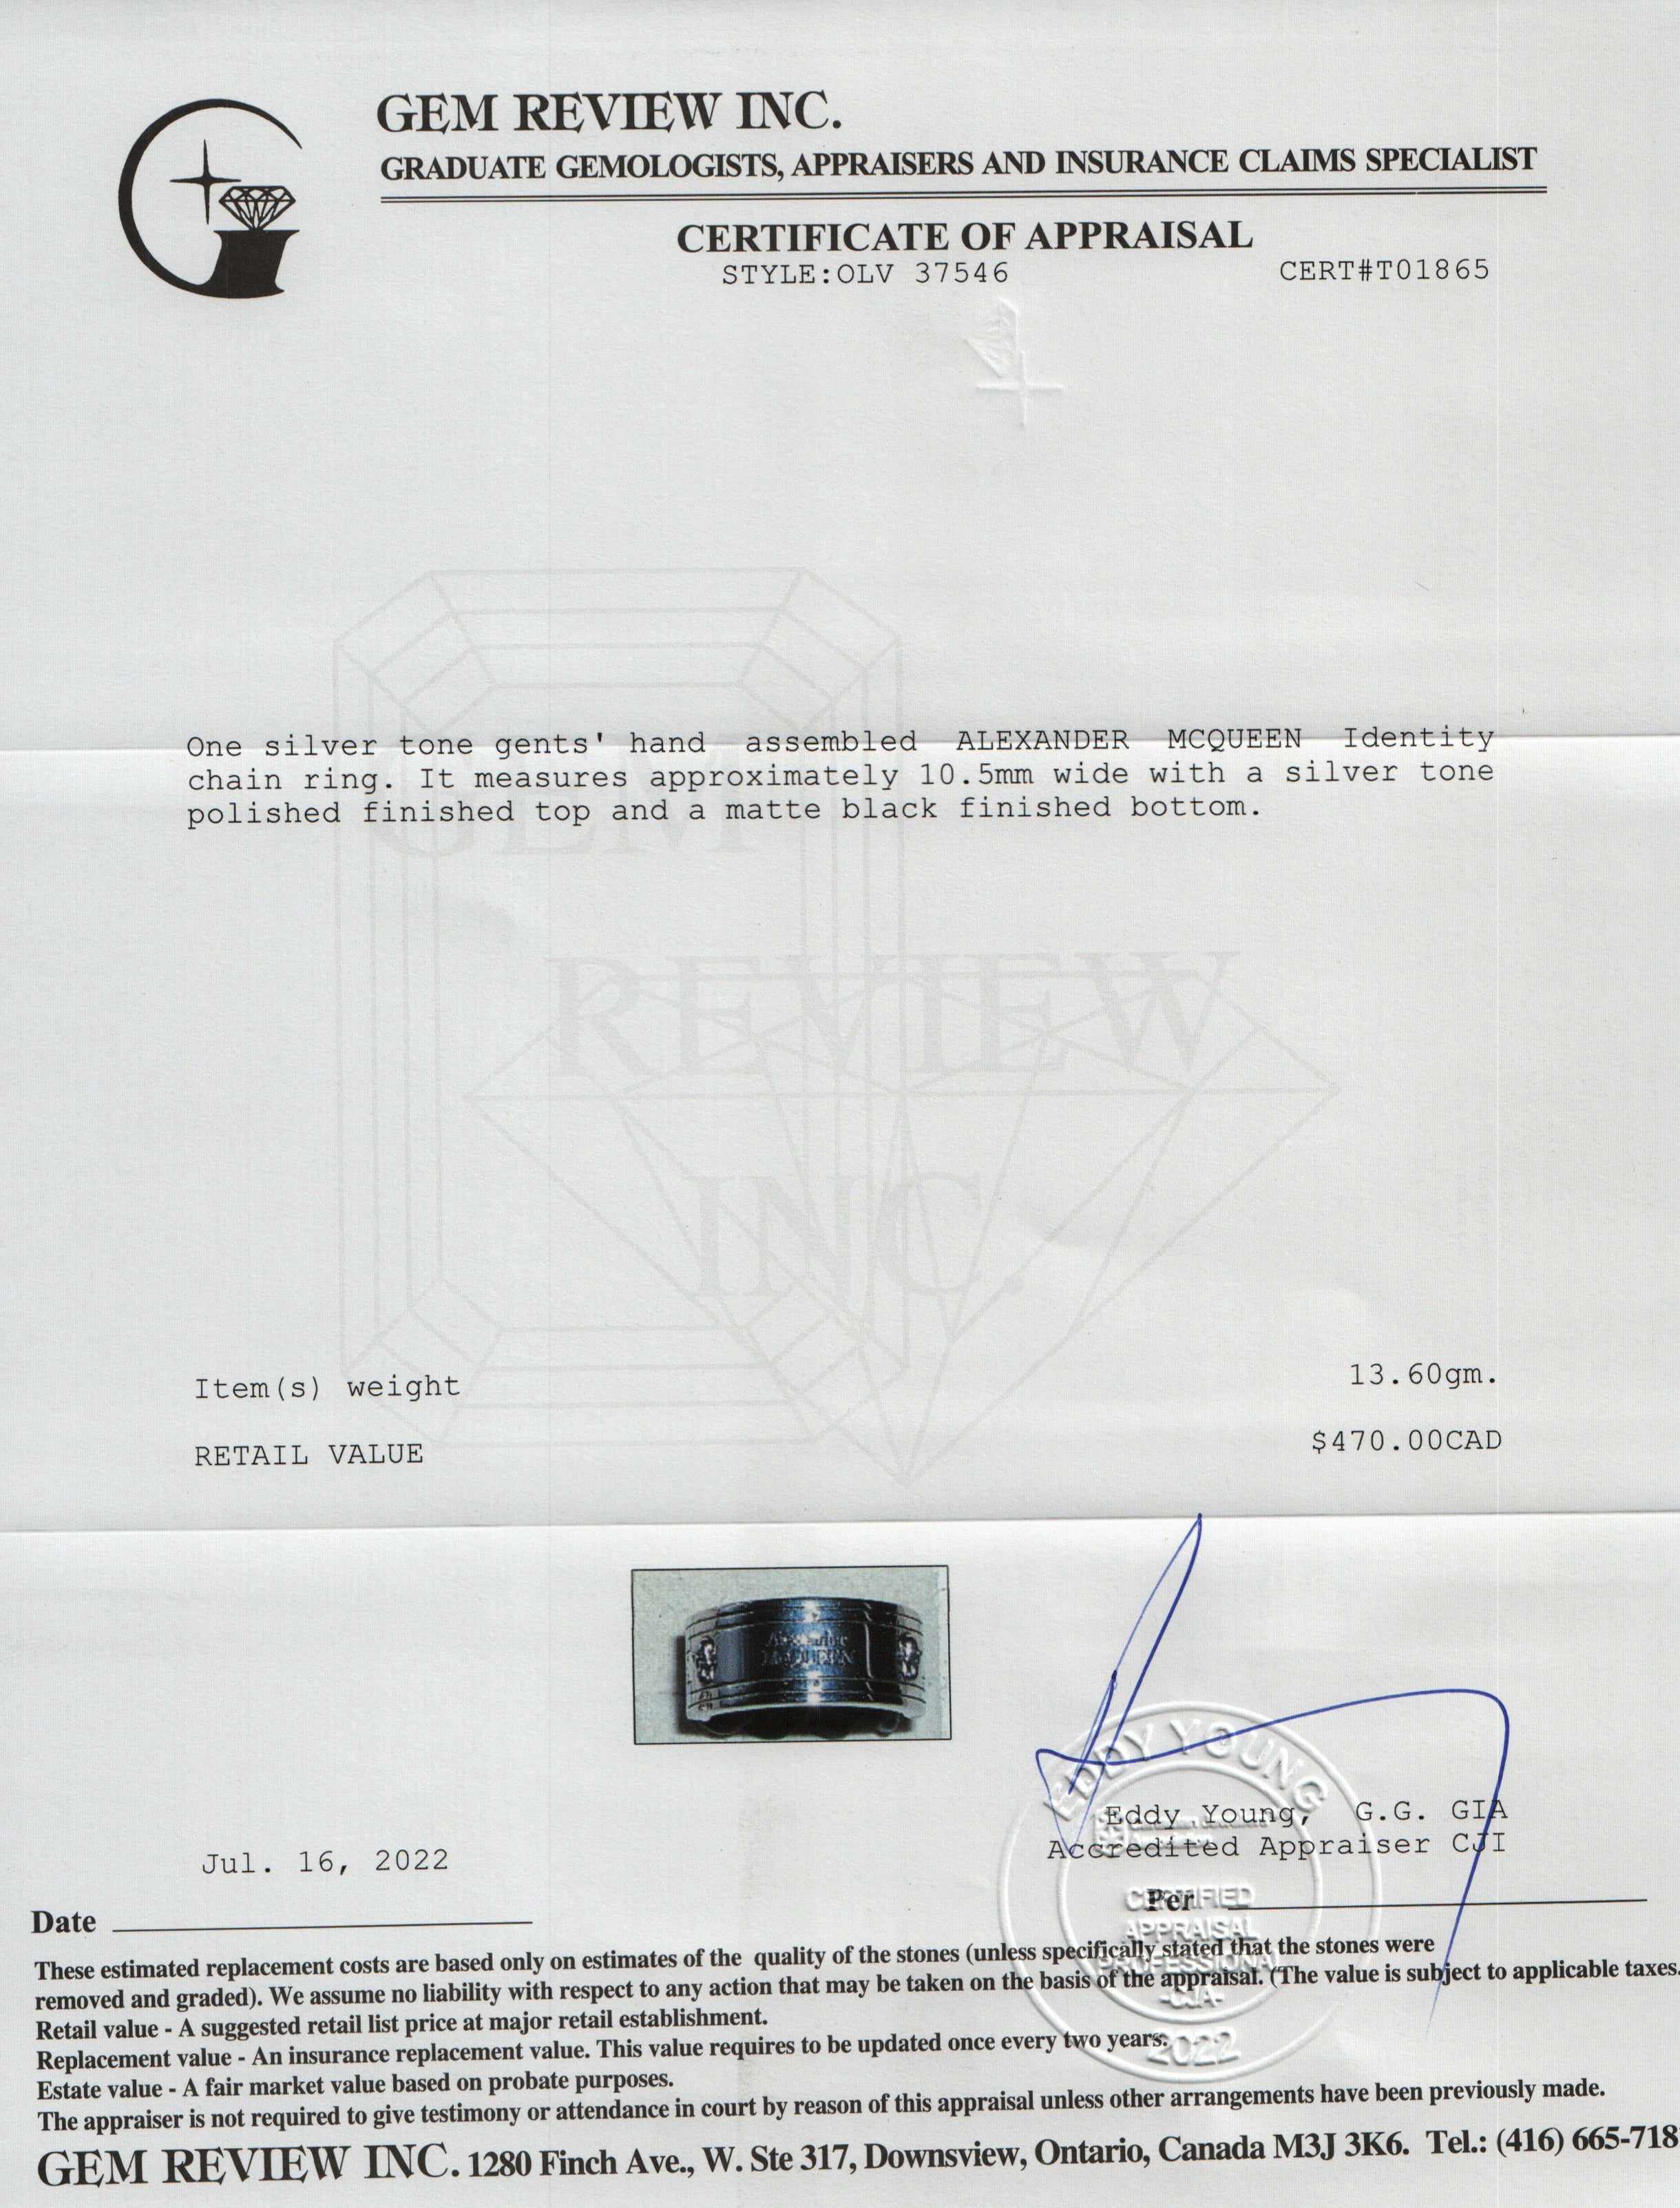 GEM REVIEW INC.
GRADUATE GEMOLOGISTS, APPRAISERS AND INSURANCE CLAIMS SPECIALIST
CERTIFICATE OF APPRAISAL
STYLE:OLV 37546 CERT#T01865
One silver tone gents' hand assembled ALEXANDER MCQUEEN Identity
chain ring. It measures approximately 10.5mm wide with a silver tone
polished finished top and a matte black finished bottom.
GEM
REVIEW
INC.
Item(s) weight 13.60gm.
RETAIL VALUE $470.00CAD
MCQUEEN
EDDY YOUNG
Eddy Young, G.G. GIA
Accredited Appraiser CJI
Jul. 16, 2022
Date
Per
CERTIFIED
APPRAISAL
PROFESSIONAL
-CJA-
2022
These estimated replacement costs are based only on estimates of the quality of the stones (unless specifically stated that the stones were
removed and graded). We assume no liability with respect to any action that may be taken on the basis of the appraisal. (The value is subject to applicable taxes.
Retail value - A suggested retail list price at major retail establishment.
Replacement value - An insurance replacement value. This value requires to be updated once every two years.
Estate value - A fair market value based on probate purposes.
The appraiser is not required to give testimony or attendance in court by reason of this appraisal unless other arrangements have been previously made.
GEM REVIEW INC. 1280 Finch Ave., W. Ste 317, Downsview, Ontario, Canada M3J 3K6. Tel.: (416) 665-718